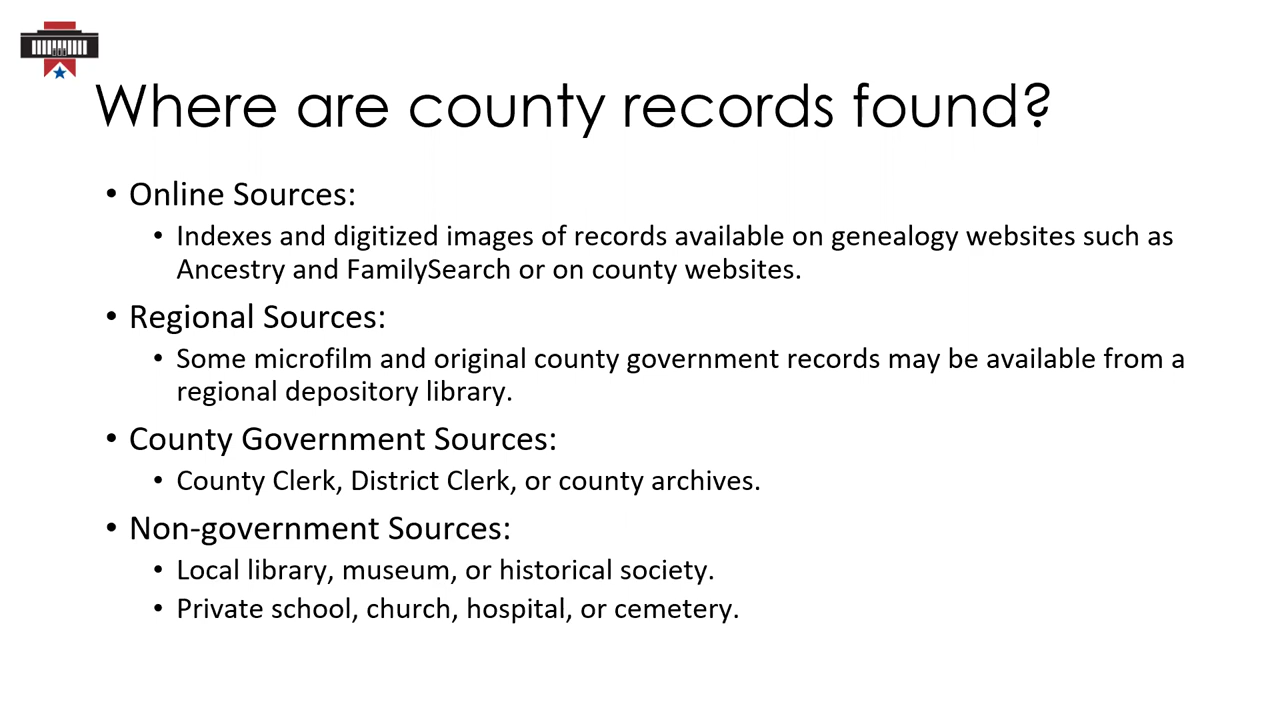 Where are county records found?
• Online Sources:
• Indexes and digitized images of records available on genealogy websites such as
Ancestry and FamilySearch or on county websites.
• Regional Sources:
• Some microfilm and original county government records may be available from a
regional depository library.
• County Government Sources:
• County Clerk, District Clerk, or county archives.
• Non-government Sources:
• Local library, museum, or historical society.
• Private school, church, hospital, or cemetery.